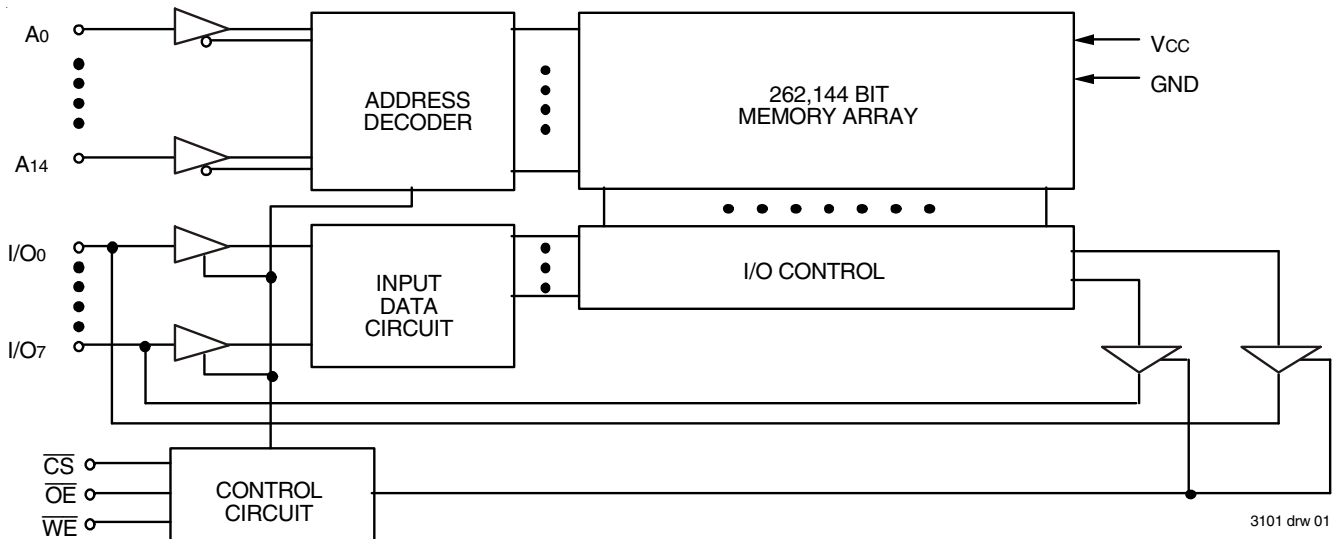 A0
VCC
ADDRESS
DECODER
262,144 BIT
MEMORY ARRAY
GND
A14
I/O0
INPUT
DATA
CIRCUIT
I/O CONTROL
I/O7
CS
OE
WE
CONTROL
CIRCUIT
3101 drw 01